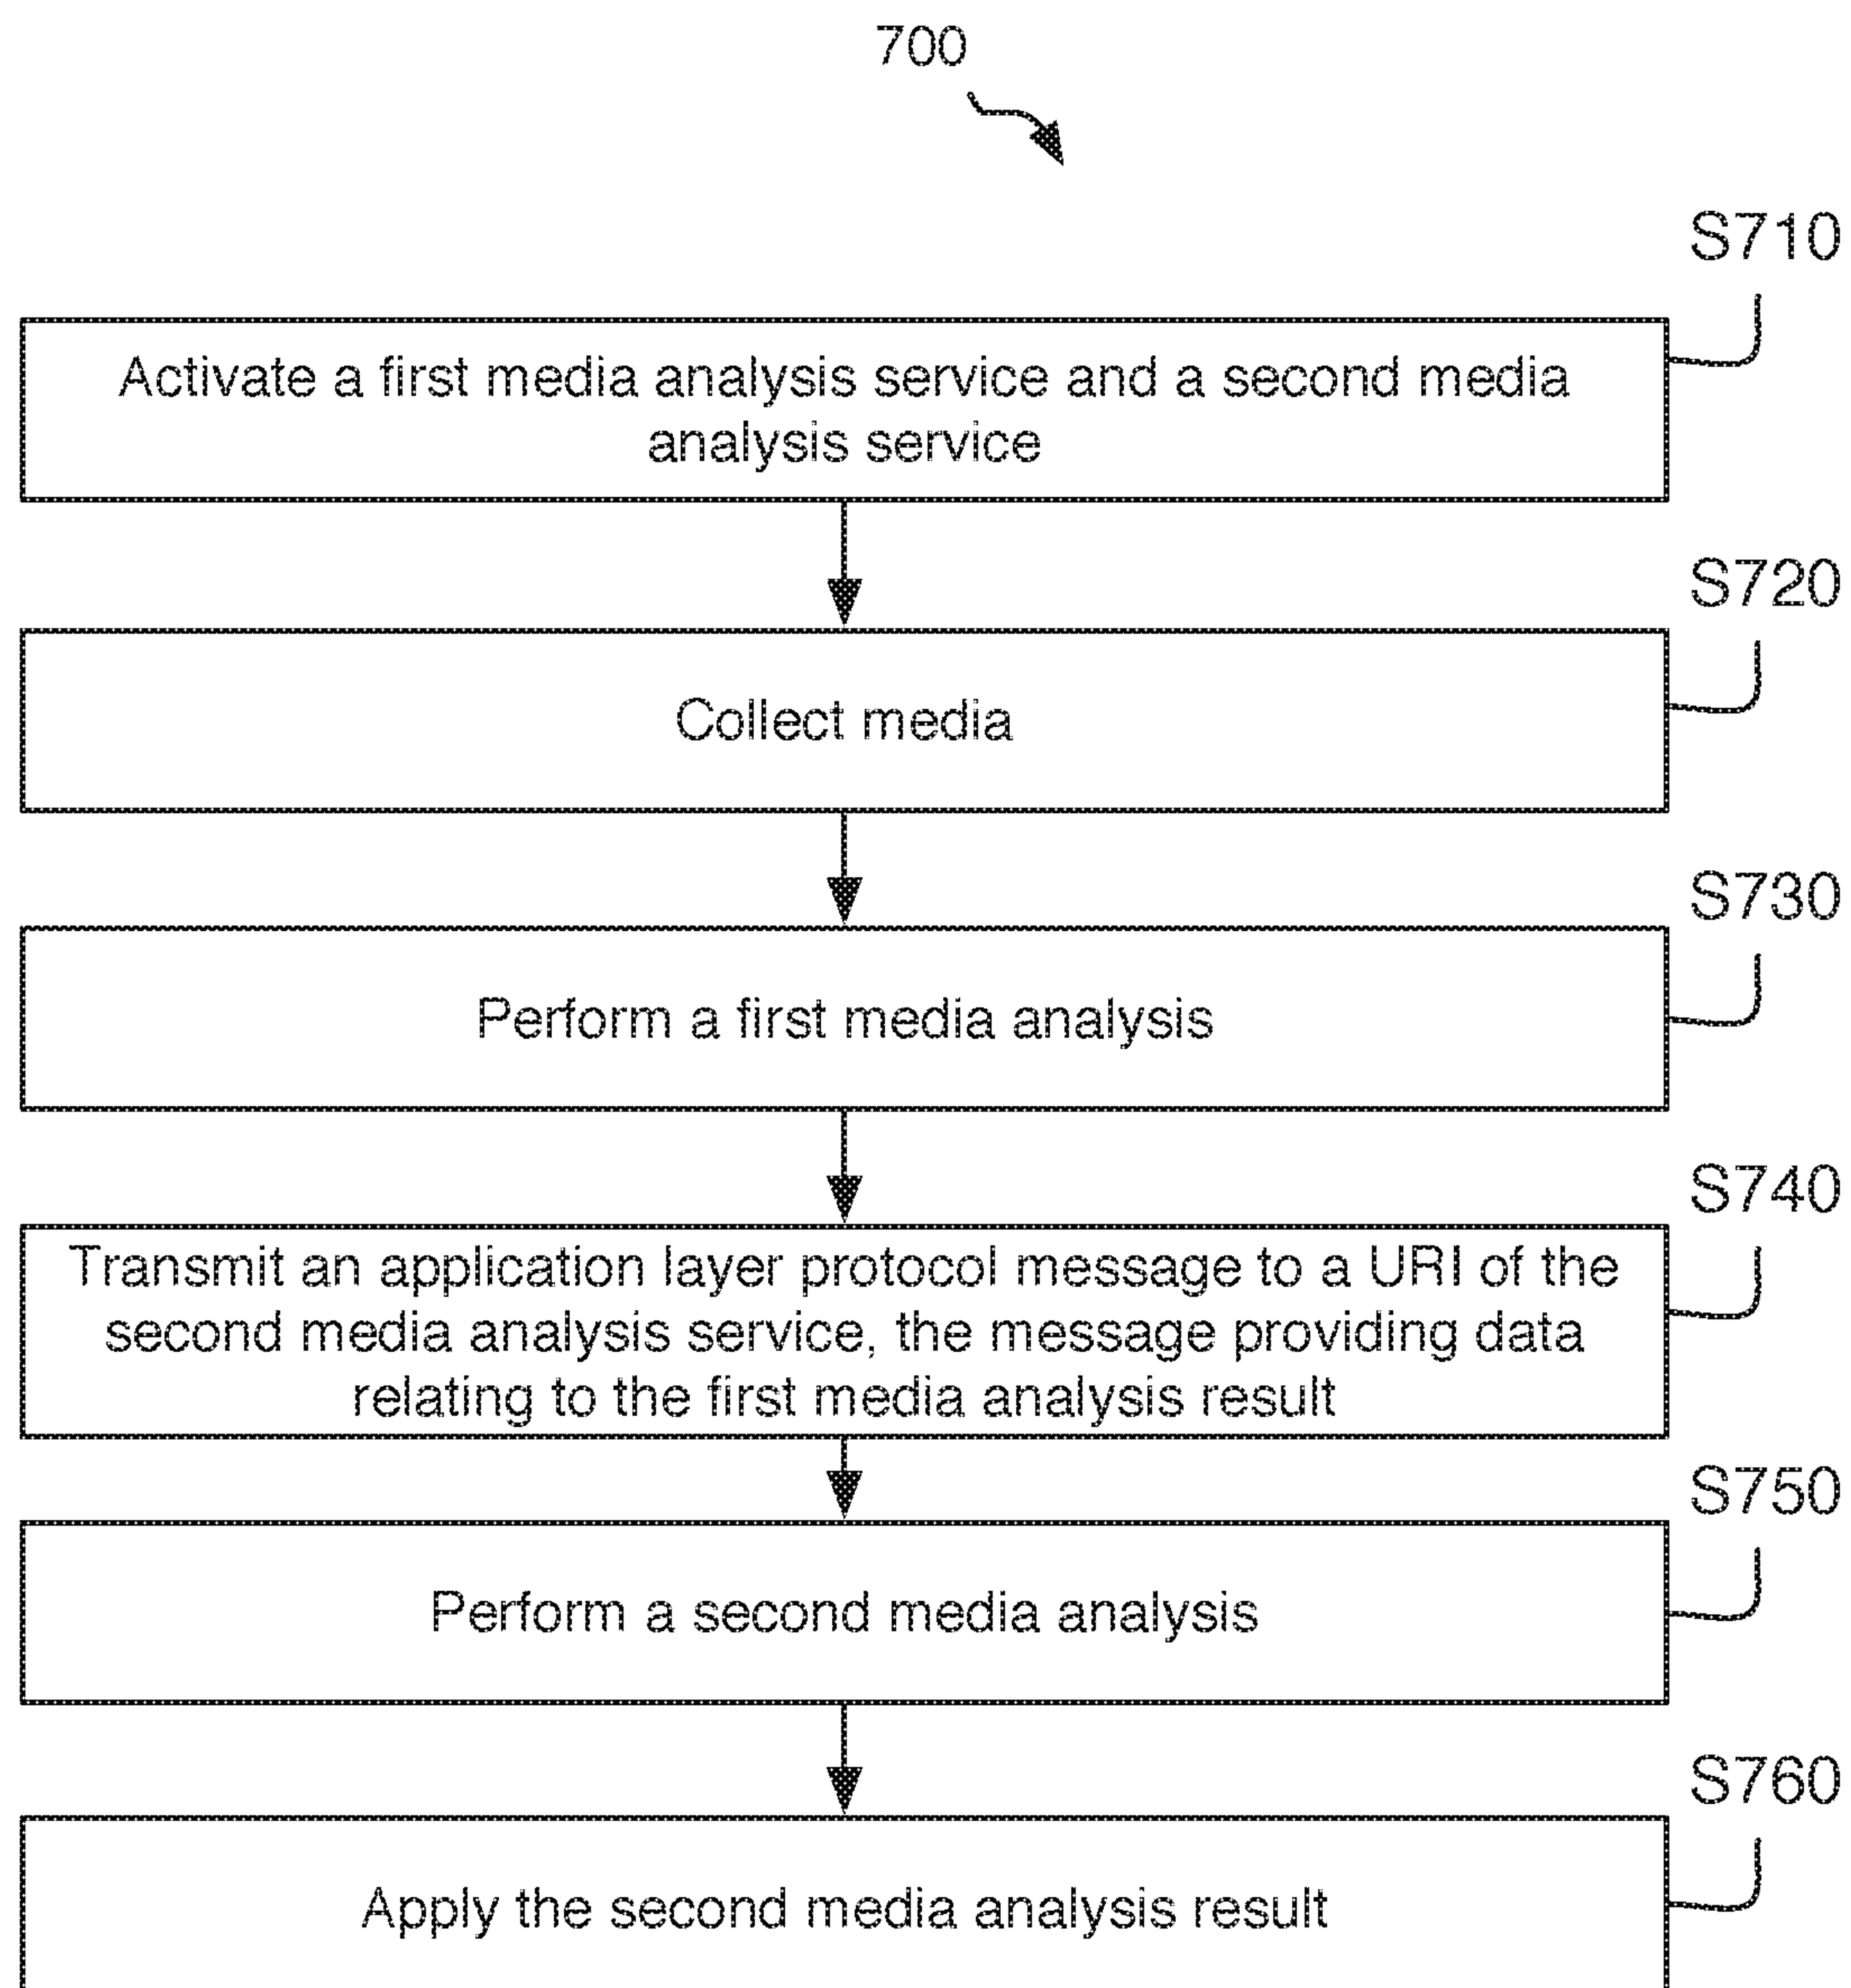 700
S710
Activate a first media analysis service and a second media
analysis service
S720
Collect media
S730
Perform a first media analysis
S740
Transmit an application layer protocol message to a URI of the
second media analysis service, the message providing data
relating to the first media analysis result
S750
Perform a second media analysis
S760
Apply the second media analysis result